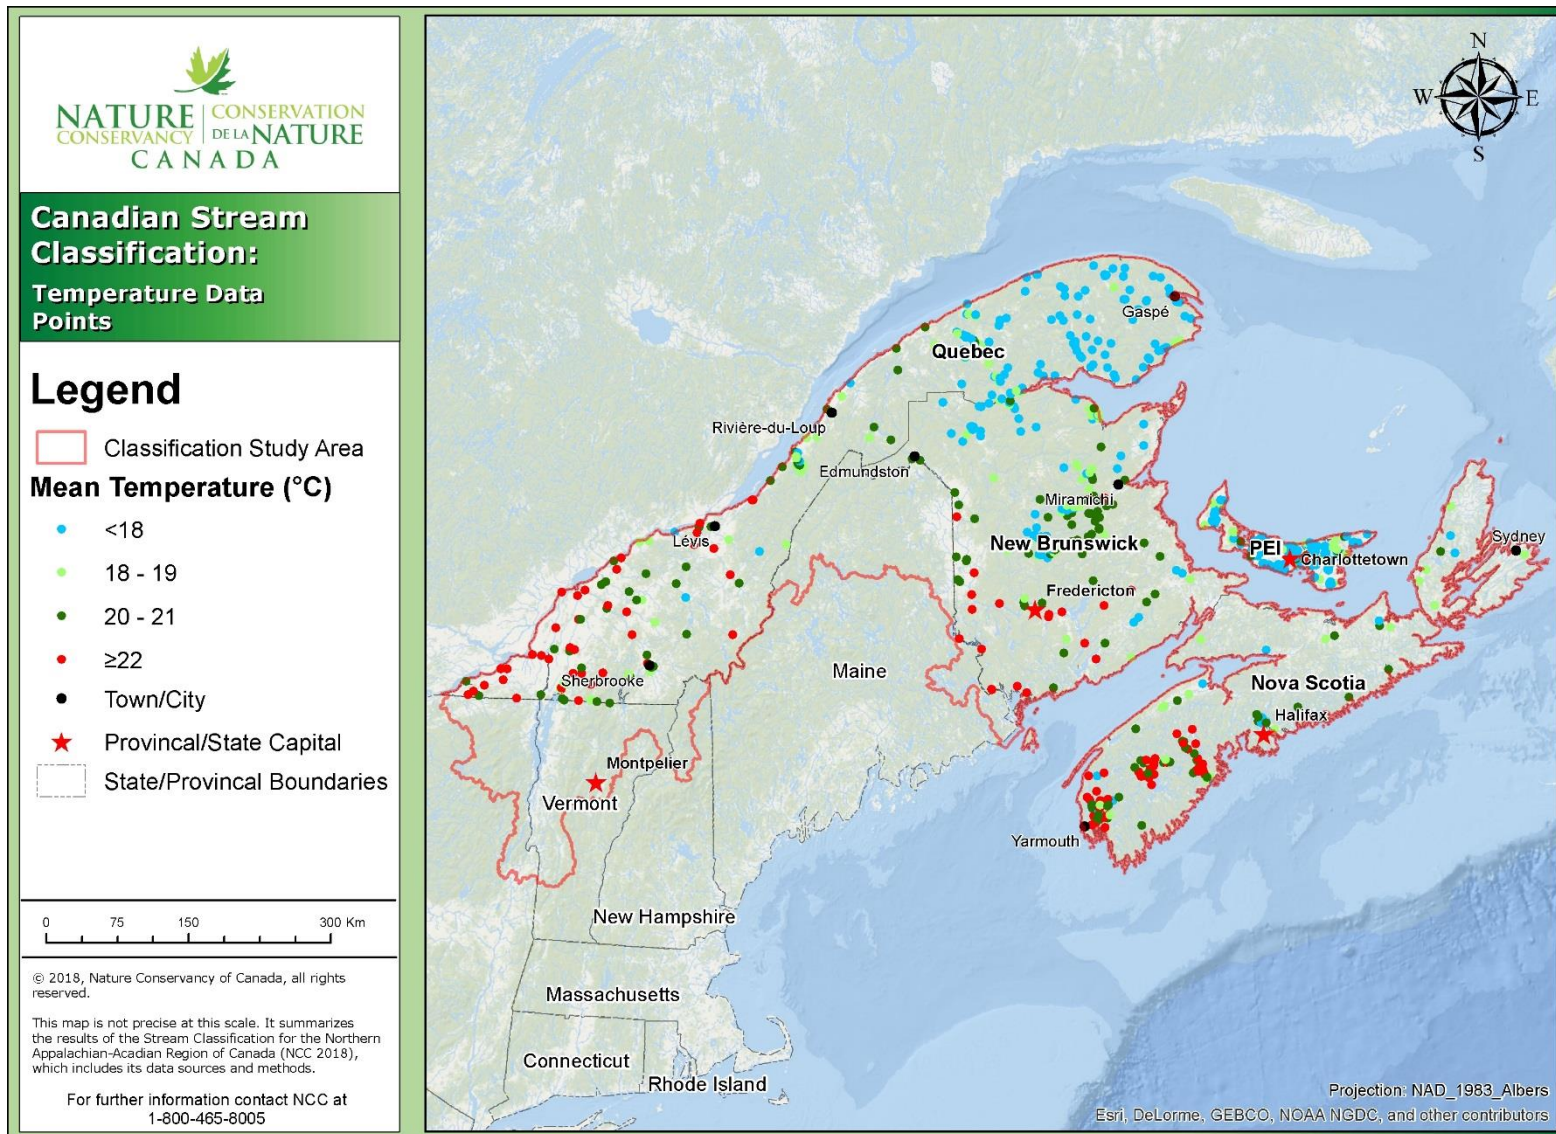 NATURE
CONSERVANCY
CONSERVATION
DE LA NATURE
CANADA
Canadian Stream
Classification:
Temperature Data
Points
Legend
Classification Study Area
Mean Temperature (°C)
<18
18 - 19
20 - 21
≥22
Town/City
Provincal/State Capital
State/Provincal Boundaries
0 75 150 300 Km
© 2018, Nature Conservancy of Canada, all rights
reserved.
This map is not precise at this scale. It summarizes
the results of the Stream Classification for the Northern
Appalachian-Acadian Region of Canada (NCC 2018),
which includes its data sources and methods.
For further information contact NCC at
1-800-465-8005
N
W E
S
Gaspé
Quebec
Rivière-du-Loup
Edmundston
Miramichi
Lévis
New Brunswick
PEI
Charlottetown
Sydney
Fredericton
Maine
Sherbrooke
Nova Scotia
Halifax
Montpelier
Vermont
Yarmouth
New Hampshire
Massachusetts
Connecticut
Rhode Island
Projection: NAD_1983_Albers
Esri, DeLorme, GEBCO, NOAA NGDC, and other contributors